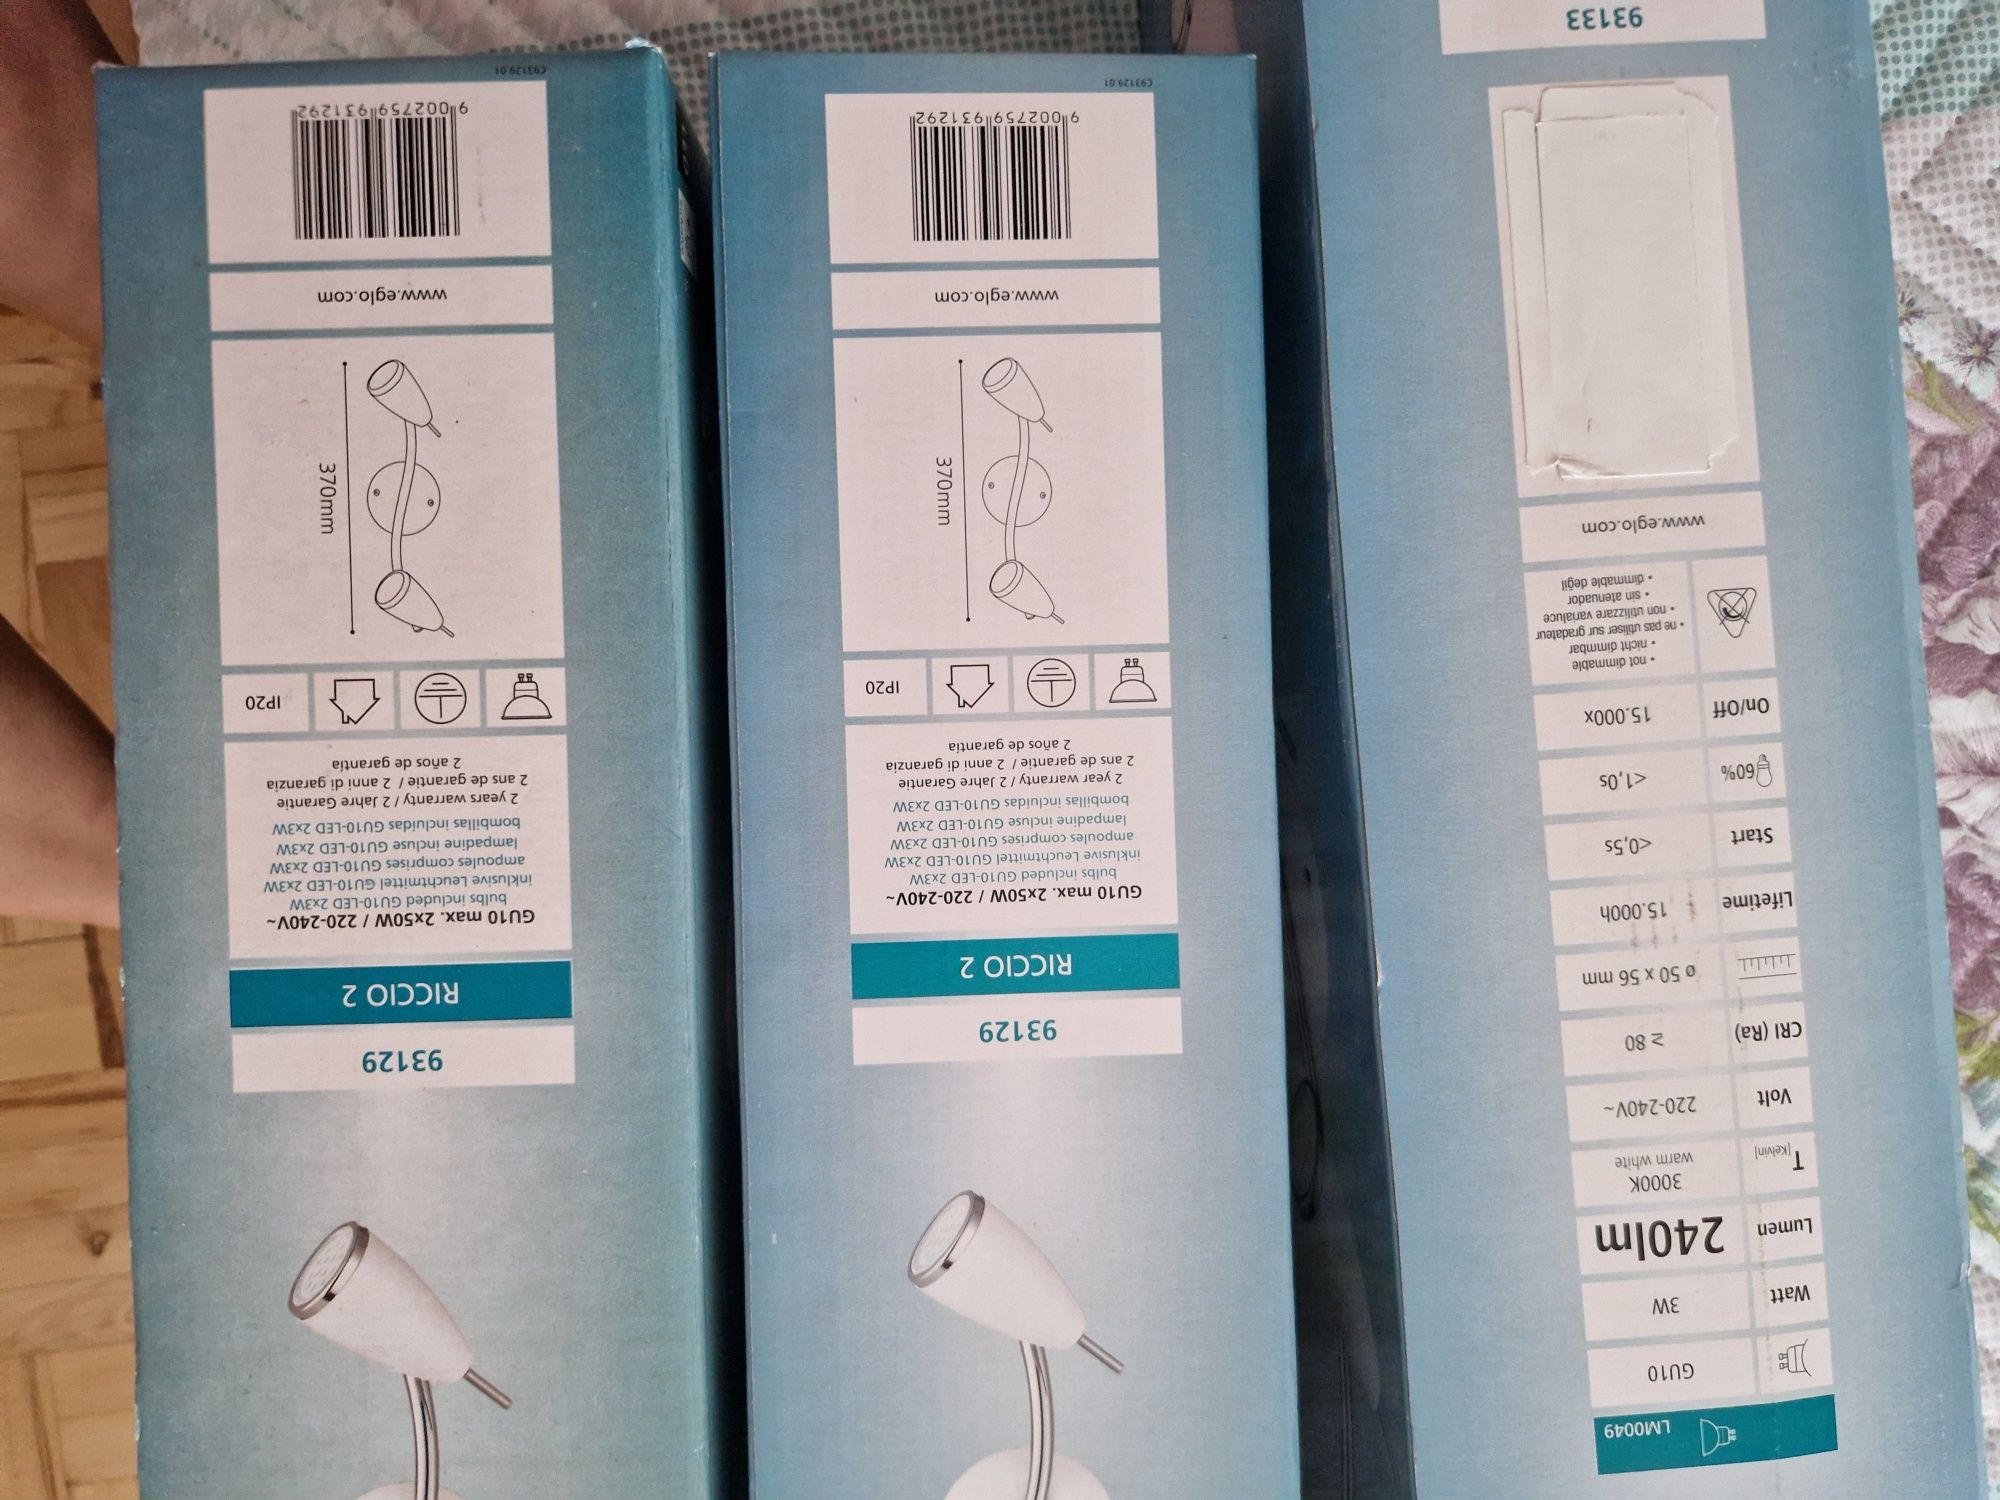 93129
RICCIO 2
GU10 max. 2x50W / 220-240V~
bulbs included GU10-LED 2x3W
inklusive Leuchtmittel GU10-LED 2x3W
ampoules comprises GU10-LED 2x3W
lampadine incluse GU10-LED 2x3W
bombillas incluidas GU10-LED 2x3W
2 years warranty / 2 Jahre Garantie
2 ans de garantie / 2 anni di garanzia
2 años de garantia
IP20
370mm
www.eglo.com
9 002759 931292
C93129.01
93129
RICCIO 2
GU10 max. 2x50W / 220-240V~
bulbs included GU10-LED 2x3W
inklusive Leuchtmittel GU10-LED 2x3W
ampoules comprises GU10-LED 2x3W
lampadine incluse GU10-LED 2x3W
bombillas incluidas GU10-LED 2x3W
2 year warranty / 2 Jahre Garantie
2 ans de garantie / 2 anni di garanzia
2 años de garantia
IP20
370mm
www.eglo.com
9 002759 931292
C93129.01
LM0049
GU10
Watt 3W
Lumen 240lm
T [Kelvin] 3000K
warm white
Volt 220-240V~
CRI (Ra) ≥ 80
ø 50 x 56 mm
Lifetime 15.000h
Start <0,5s
60% <1,0s
On/Off 15.000x
• not dimmable
• nicht dimmbar
• ne pas utiliser sur gradateur
• non utilizzare varialuce
• sin atenuador
• dimmable değil
www.eglo.com
93133